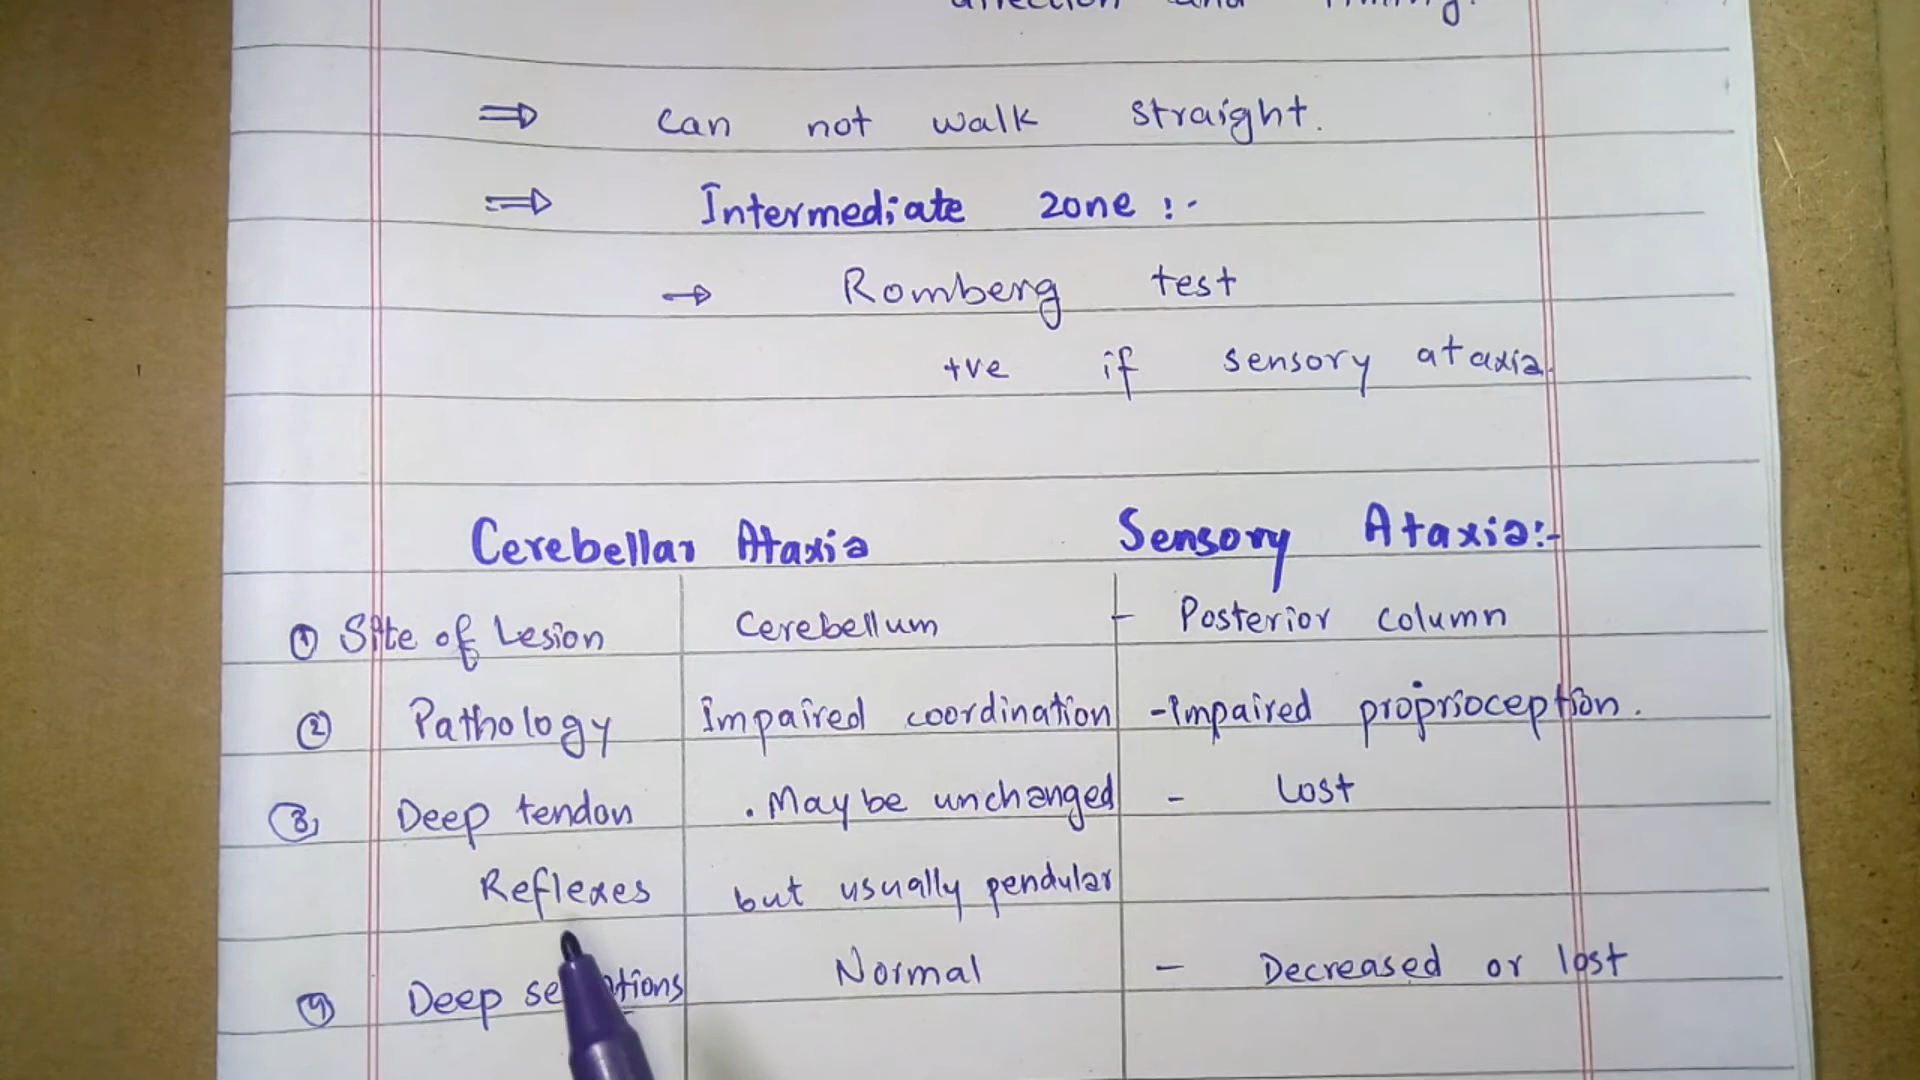 can not walk straight.
Intermediate zone :-
Romberg test
+ve if sensory ataxia.
Cerebellar Ataxia Sensory Ataxia:-
① Site of Lesion Cerebellum - Posterior column
② Pathology Impaired coordination - Impaired proprioception.
③ Deep tendon . May be unchanged - Lost
Reflexes but usually pendular
④ Deep Normal - Decreased or lost